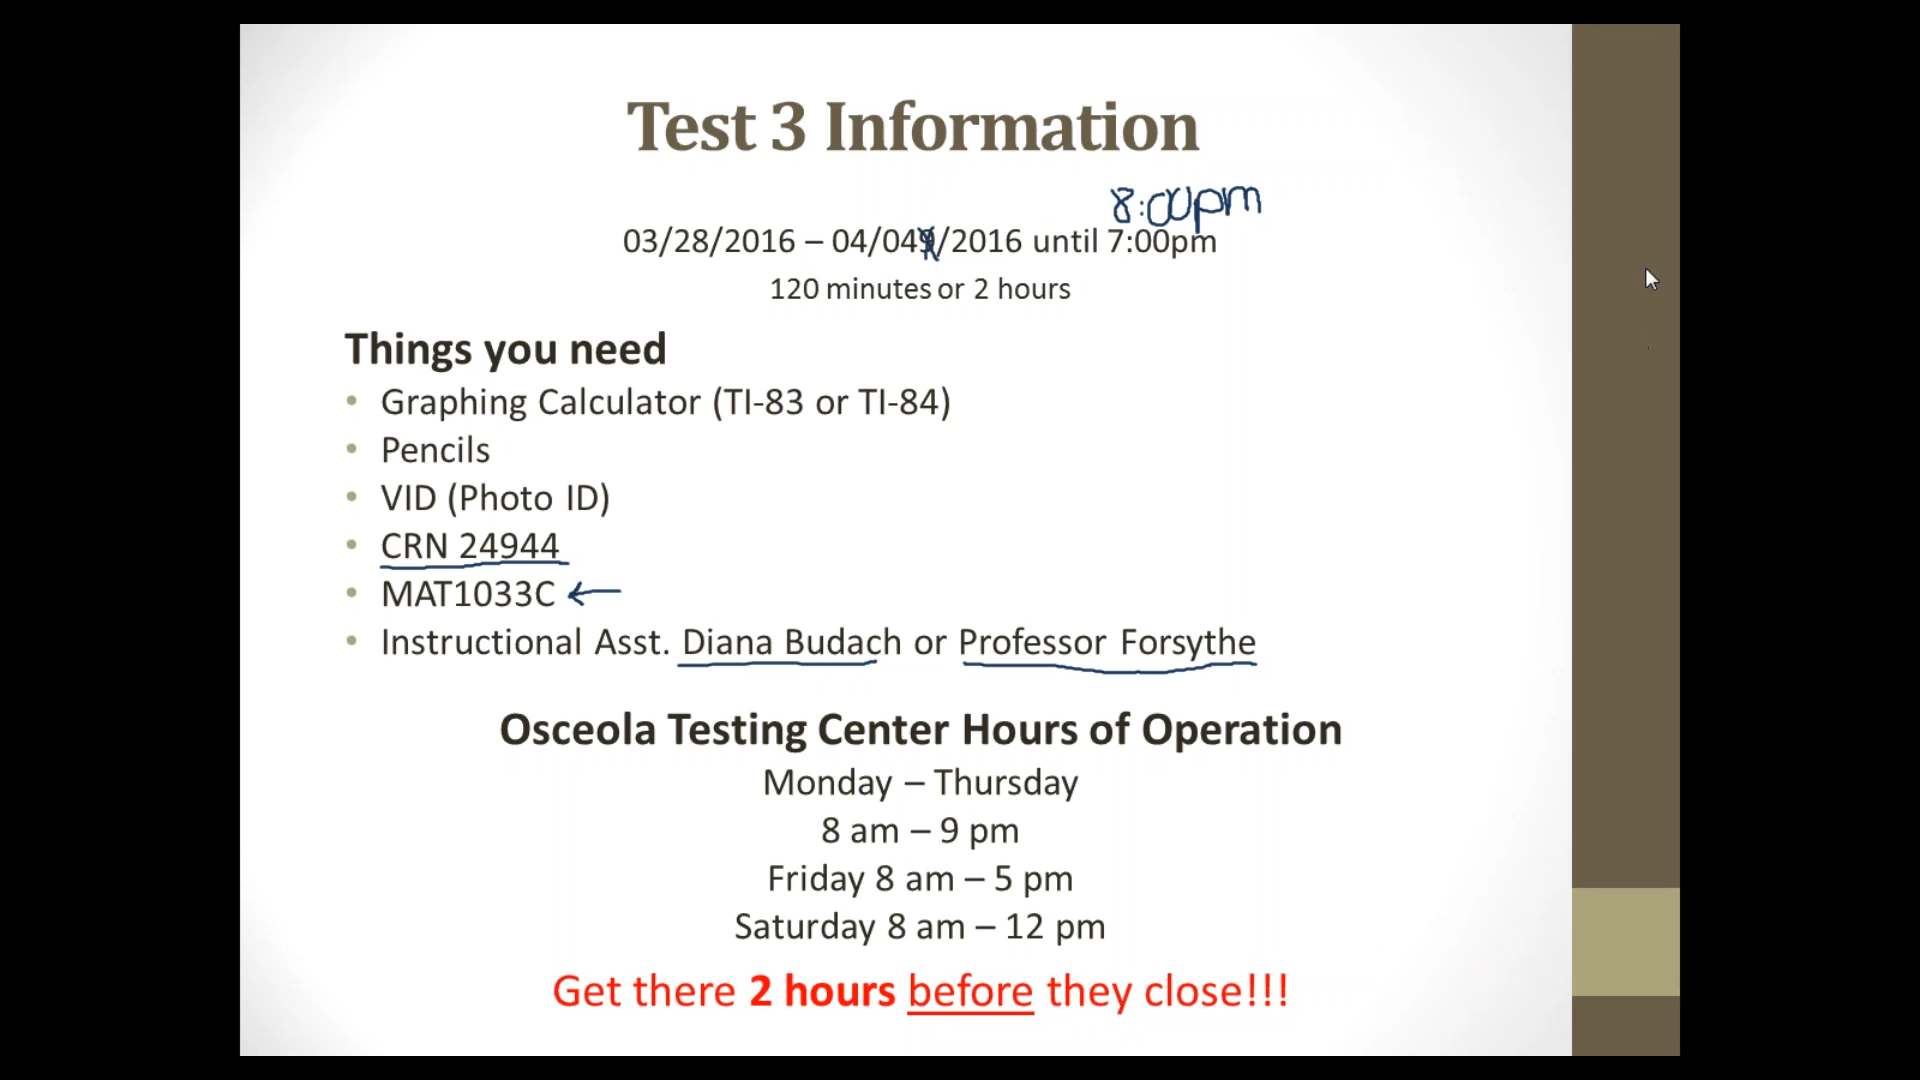 Test 3 Information
8:00pm
03/28/2016 – 04/04/2016 until 7:00pm
120 minutes or 2 hours
Things you need
• Graphing Calculator (TI-83 or TI-84)
• Pencils
• VID (Photo ID)
• CRN 24944
• MAT1033C ←
• Instructional Asst. Diana Budach or Professor Forsythe
Osceola Testing Center Hours of Operation
Monday – Thursday
8 am – 9 pm
Friday 8 am – 5 pm
Saturday 8 am – 12 pm
Get there 2 hours before they close!!!